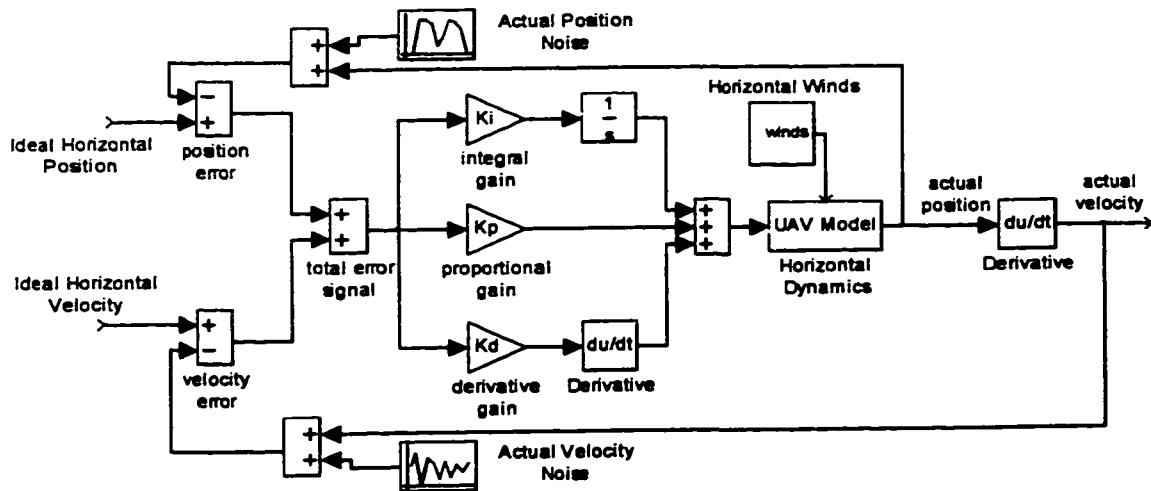 Actual Position
Noise
+
+
Horizontal Winds
winds
−
+
Ideal Horizontal
Position
position
error
Ki
integral
gain
1
s
+
+
total error
signal
Kp
proportional
gain
+
+
+
UAV Model
Horizontal
Dynamics
actual
position
actual
velocity
du/dt
Derivative
Ideal Horizontal
Velocity
+
−
velocity
error
Kd
derivative
gain
du/dt
Derivative
+
+
Actual Velocity
Noise